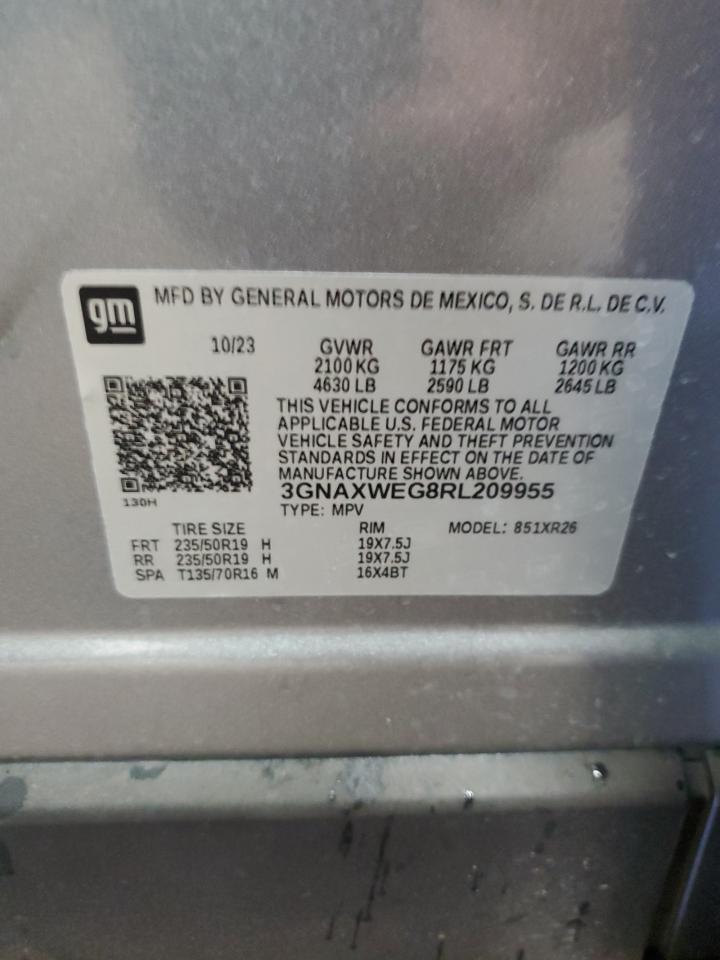 gm MFD BY GENERAL MOTORS DE MEXICO, S. DE R.L. DE C.V.
10/23 GVWR GAWR FRT GAWR RR
2100 KG 1175 KG 1200 KG
4630 LB 2590 LB 2645 LB
THIS VEHICLE CONFORMS TO ALL
APPLICABLE U.S. FEDERAL MOTOR
VEHICLE SAFETY AND THEFT PREVENTION
STANDARDS IN EFFECT ON THE DATE OF
MANUFACTURE SHOWN ABOVE.
3GNAXWEG8RL209955
130H
TYPE: MPV
TIRE SIZE RIM MODEL: 851XR26
FRT 235/50R19 H 19X7.5J
RR 235/50R19 H 19X7.5J
SPA T135/70R16 M 16X4BT